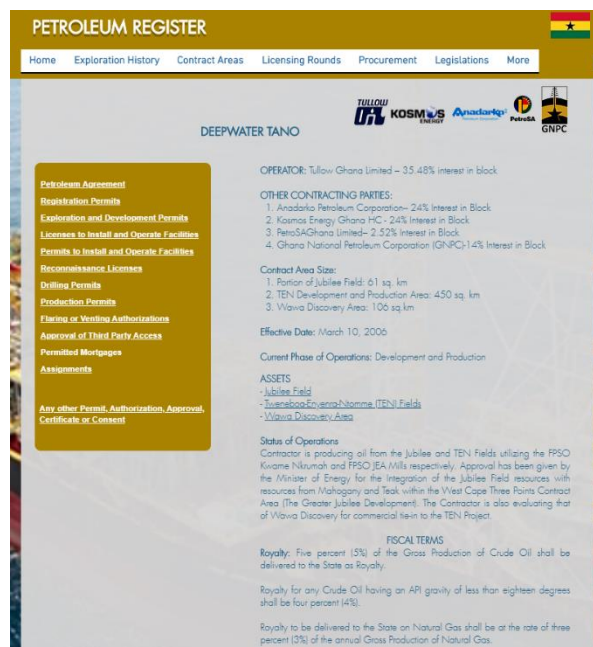 PETROLEUM REGISTER
Home Exploration History Contract Areas Licensing Rounds Procurement Legislations More
TULLOW Oil KOSMOS ENERGY Anadarko PetroSA GNPC
DEEPWATER TANO
Petroleum Agreement
Registration Permits
Exploration and Development Permits
Licenses to Install and Operate Facilities
Permits to Install and Operate Facilities
Reconnaissance Licenses
Drilling Permits
Production Permits
Flaring or Venting Authorizations
Approval of Third Party Access
Permitted Mortgages
Assignments
Any other Permit, Authorization, Approval,
Certificate or Consent
OPERATOR: Tullow Ghana Limited – 35.48% interest in block
OTHER CONTRACTING PARTIES:
1. Anadarko Petroleum Corporation– 24% Interest in Block
2. Kosmos Energy Ghana HC - 24% Interest in Block
3. PetroSAGhana Limited– 2.52% Interest in Block
4. Ghana National Petroleum Corporation (GNPC)-14% Interest in Block
Contract Area Size:
1. Portion of Jubilee Field: 61 sq. km
2. TEN Development and Production Area: 450 sq. km
3. Wawa Discovery Area: 106 sq.km
Effective Date: March 10, 2006
Current Phase of Operations: Development and Production
ASSETS
- Jubilee Field
- Tweneboa-Enyenra-Ntomme (TEN) Fields
- Wawa Discovery Area
Status of Operations
Contractor is producing oil from the Jubilee and TEN Fields utilizing the FPSO
Kwame Nkrumah and FPSO JEA Mills respectively. Approval has been given by
the Minister of Energy for the Integration of the Jubilee Field resources with
resources from Mahogany and Teak within the West Cape Three Points Contract
Area (The Greater Jubilee Development). The Contractor is also evaluating that
of Wawa Discovery for commercial tie-in to the TEN Project.
FISCAL TERMS
Royalty: Five percent (5%) of the Gross Production of Crude Oil shall be
delivered to the State as Royalty.
Royalty for any Crude Oil having an API gravity of less than eighteen degrees
shall be four percent (4%).
Royalty to be delivered to the State on Natural Gas shall be at the rate of three
percent (3%) of the annual Gross Production of Natural Gas.